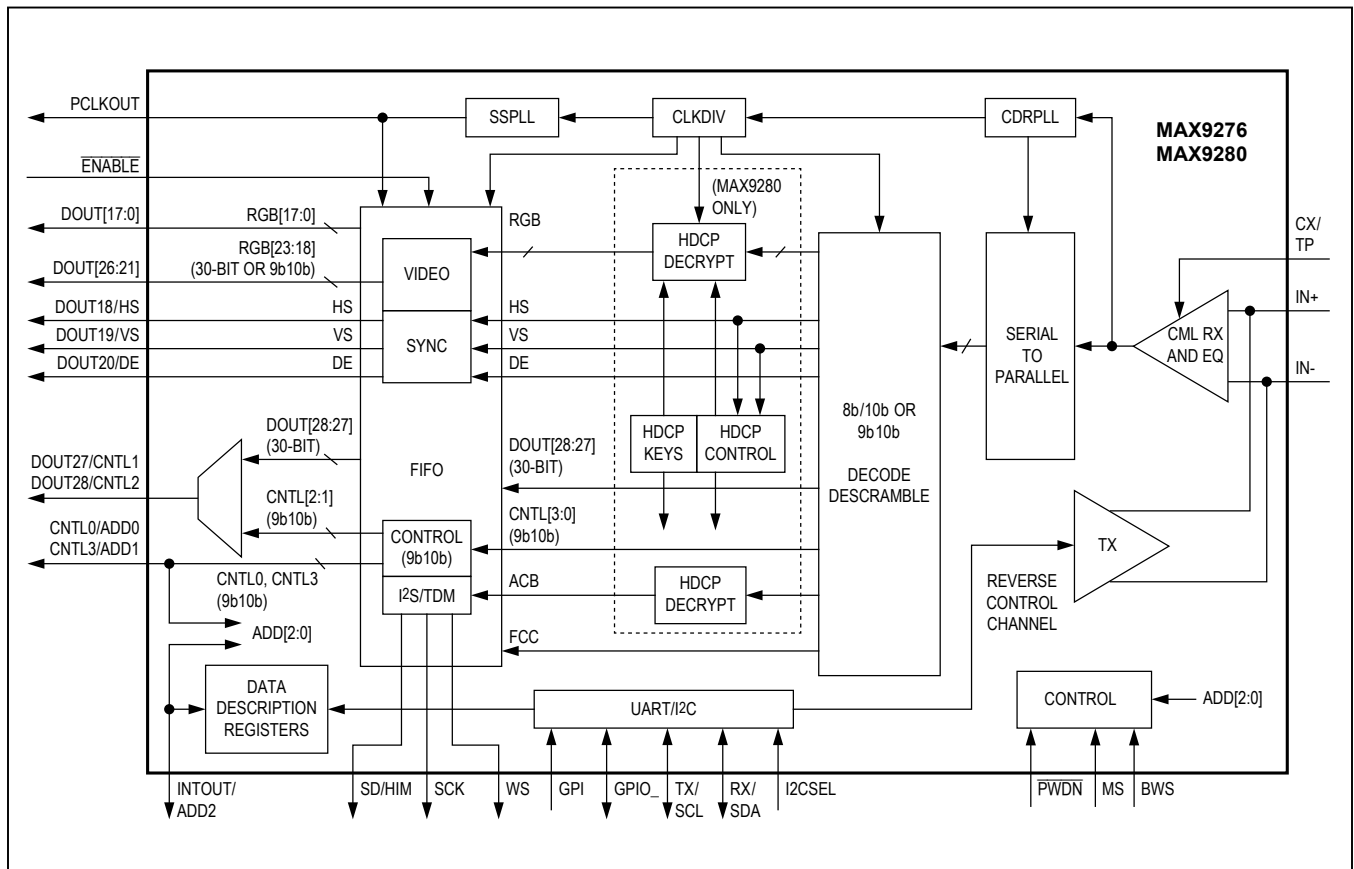 PCLKOUT
SSPLL
CLKDIV
CDRPLL
MAX9276
MAX9280
ENABLE
(MAX9280
ONLY)
DOUT[17:0]
RGB[17:0]
RGB
HDCP
DECRYPT
CX/
TP
RGB[23:18]
(30-BIT OR 9b10b)
DOUT[26:21]
VIDEO
IN+
DOUT18/HS
HS
HS
DOUT19/VS
VS
SYNC
VS
DOUT20/DE
DE
DE
SERIAL
TO
PARALLEL
CML RX
AND EQ
IN-
8b/10b OR
9b10b
DECODE
DESCRAMBLE
DOUT[28:27]
(30-BIT)
HDCP
KEYS
HDCP
CONTROL
DOUT27/CNTL1
DOUT28/CNTL2
FIFO
DOUT[28:27]
(30-BIT)
CNTL[2:1]
(9b10b)
CNTL[3:0]
(9b10b)
CNTL0/ADD0
CNTL3/ADD1
CONTROL
(9b10b)
TX
CNTL0, CNTL3
(9b10b)
I2S/TDM
ACB
HDCP
DECRYPT
REVERSE
CONTROL
CHANNEL
ADD[2:0]
FCC
DATA
DESCRIPTION
REGISTERS
UART/I2C
CONTROL
ADD[2:0]
INTOUT/
ADD2
SD/HIM
SCK
WS
GPI
GPIO_
TX/
SCL
RX/
SDA
I2CSEL
PWDN
MS
BWS